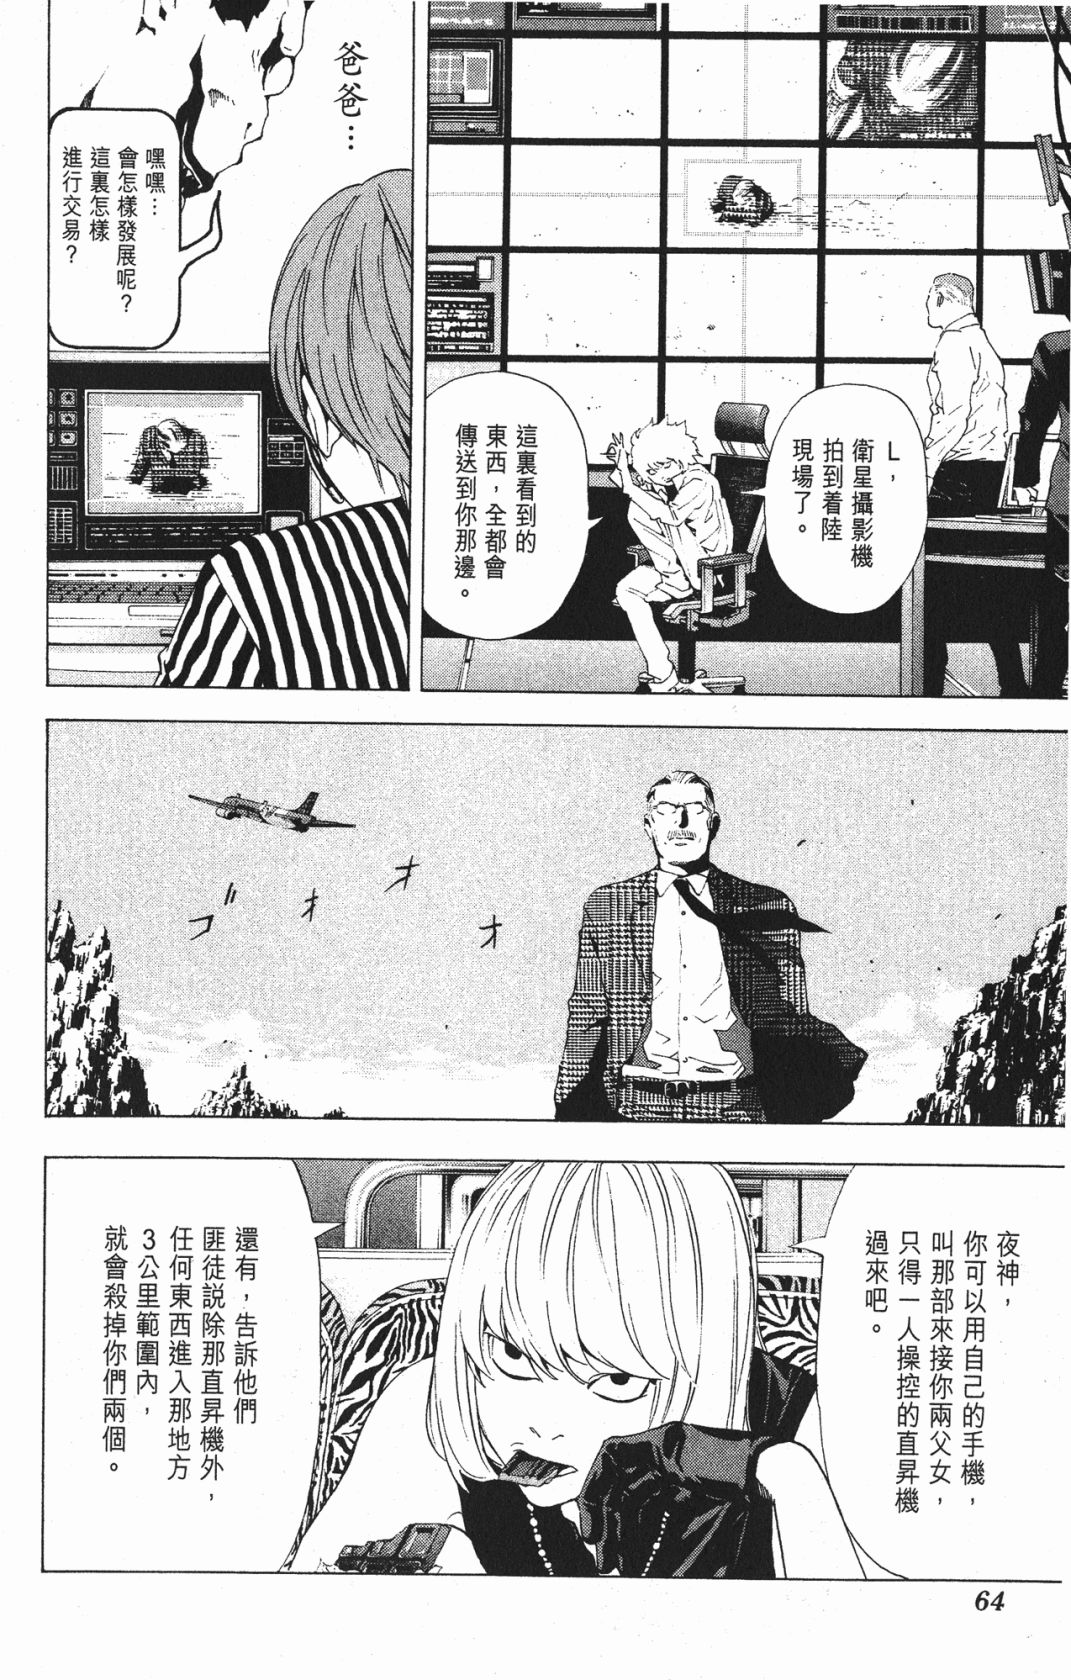 L，
衛星攝影機
拍到着陸
現場了。
這裏看到的
東西，全都會
傳送到你那邊。
爸爸…
嘿嘿…
會怎樣發展呢？
這裏怎樣
進行交易？
オ
オ
オ
ゴ
夜神，
你可以用自己的手機，
叫那部來接你兩父女，
只得一人操控的直昇機
過來吧。
還有，告訴他們
匪徒説除那直昇機外，
任何東西進入那地方
3公里範圍內，
就會殺掉你們兩個。
64